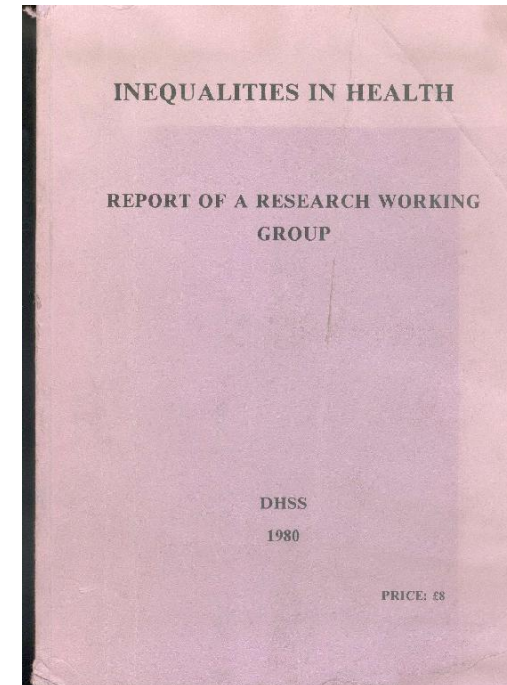 INEQUALITIES IN HEALTH
REPORT OF A RESEARCH WORKING
GROUP
DHSS
1980
PRICE: £8